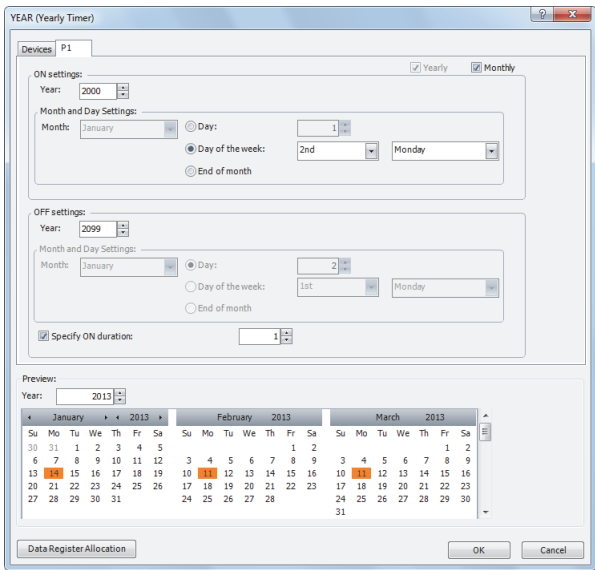 YEAR (Yearly Timer)
Devices P1
Yearly Monthly
ON settings:
Year: 2000
Month and Day Settings:
Month: January Day: 1
Day of the week: 2nd Monday
End of month
OFF settings:
Year: 2099
Month and Day Settings:
Month: January Day: 2
Day of the week: 1st Monday
End of month
Specify ON duration: 1
Preview:
Year: 2013
January 2013 February 2013 March 2013
Su Mo Tu We Th Fr Sa Su Mo Tu We Th Fr Sa Su Mo Tu We Th Fr Sa
30 31 1 2 3 4 5 1 2 1 2
6 7 8 9 10 11 12 3 4 5 6 7 8 9 3 4 5 6 7 8 9
13 14 15 16 17 18 19 10 11 12 13 14 15 16 10 11 12 13 14 15 16
20 21 22 23 24 25 26 17 18 19 20 21 22 23 17 18 19 20 21 22 23
27 28 29 30 31 24 25 26 27 28 24 25 26 27 28 29 30
31
Data Register Allocation OK Cancel